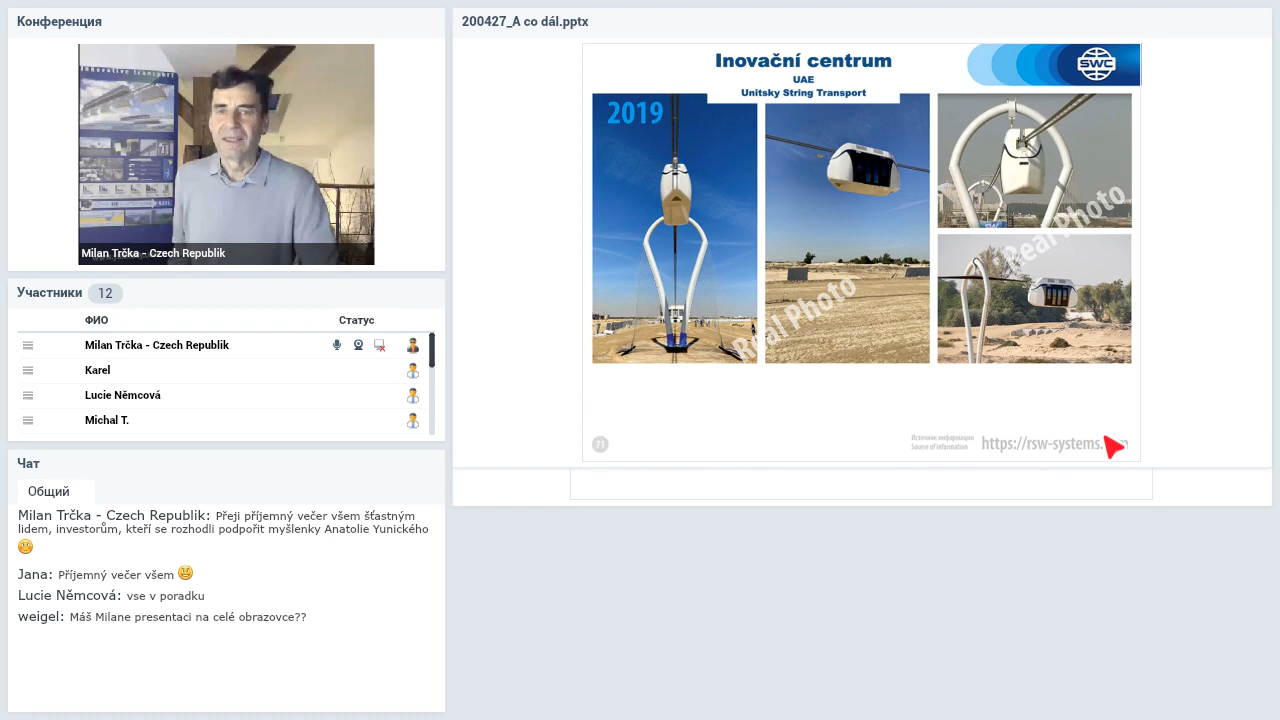 Конференция
Innovative transport
Milan Trčka - Czech Republik
Участники 12
ФИО Статус
Milan Trčka - Czech Republik
Karel
Lucie Němcová
Michal T.
Чат
Общий
Milan Trčka - Czech Republik: Přeji příjemný večer všem šťastným
lidem, investorům, kteří se rozhodli podpořit myšlenky Anatolie Yunického
Jana: Příjemný večer všem
Lucie Němcová: vse v poradku
weigel: Máš Milane presentaci na celé obrazovce??
200427_A co dál.pptx
Inovační centrum
UAE
Unitsky String Transport
SWC
2019
Real Photo
Real Photo
71
Источник информации
Sourse of information
https://rsw-systems.